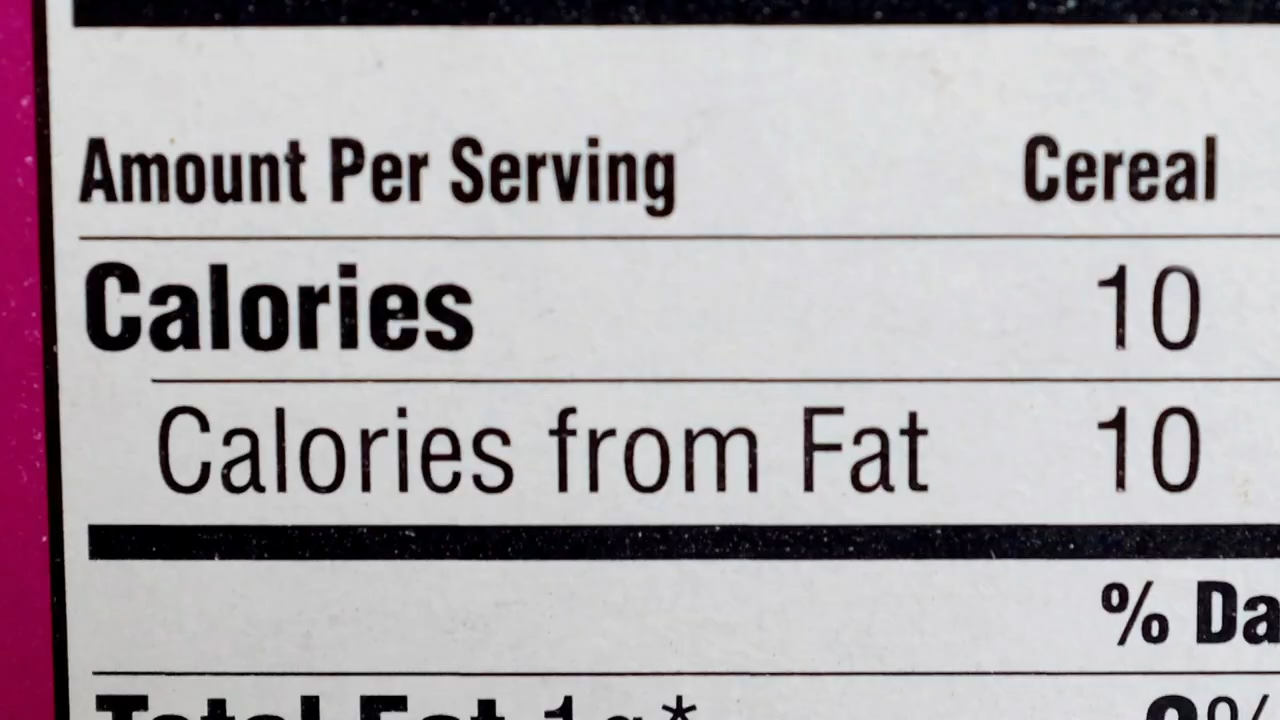 Amount Per Serving Cereal
Calories 10
Calories from Fat 10
% Da
Total Fat 1g*